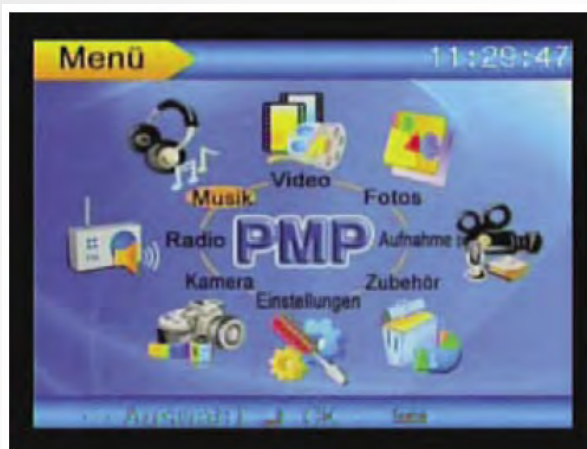 Menü 11:29:47
Video
Musik Fotos
Radio PMP Aufnahme
Kamera Zubehör
Einstellungen
Auswahl OK